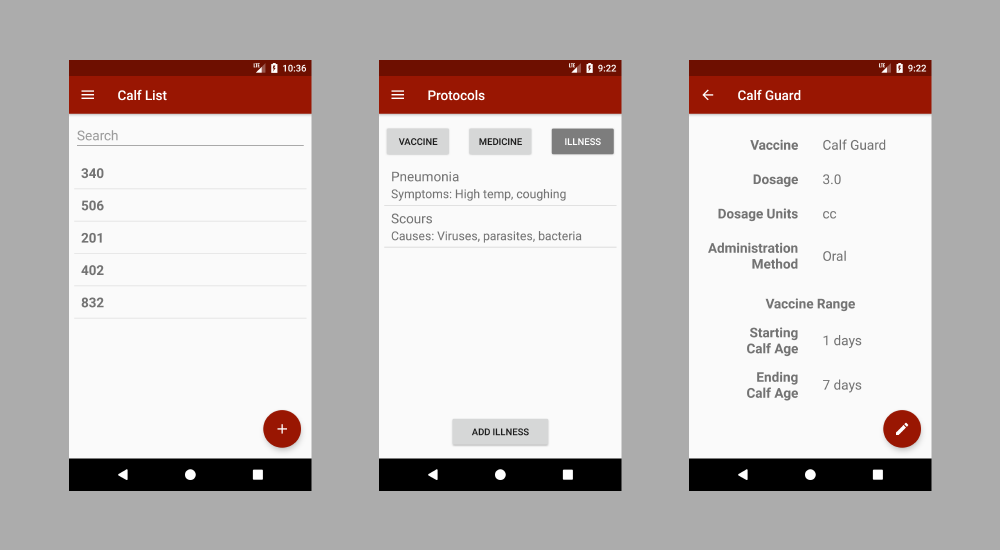 LTE 10:36
Calf List
Search
340
506
201
402
832
+
LTE 9:22
Protocols
VACCINE MEDICINE ILLNESS
Pneumonia
Symptoms: High temp, coughing
Scours
Causes: Viruses, parasites, bacteria
ADD ILLNESS
LTE 9:22
Calf Guard
Vaccine Calf Guard
Dosage 3.0
Dosage Units cc
Administration
Method Oral
Vaccine Range
Starting
Calf Age 1 days
Ending
Calf Age 7 days